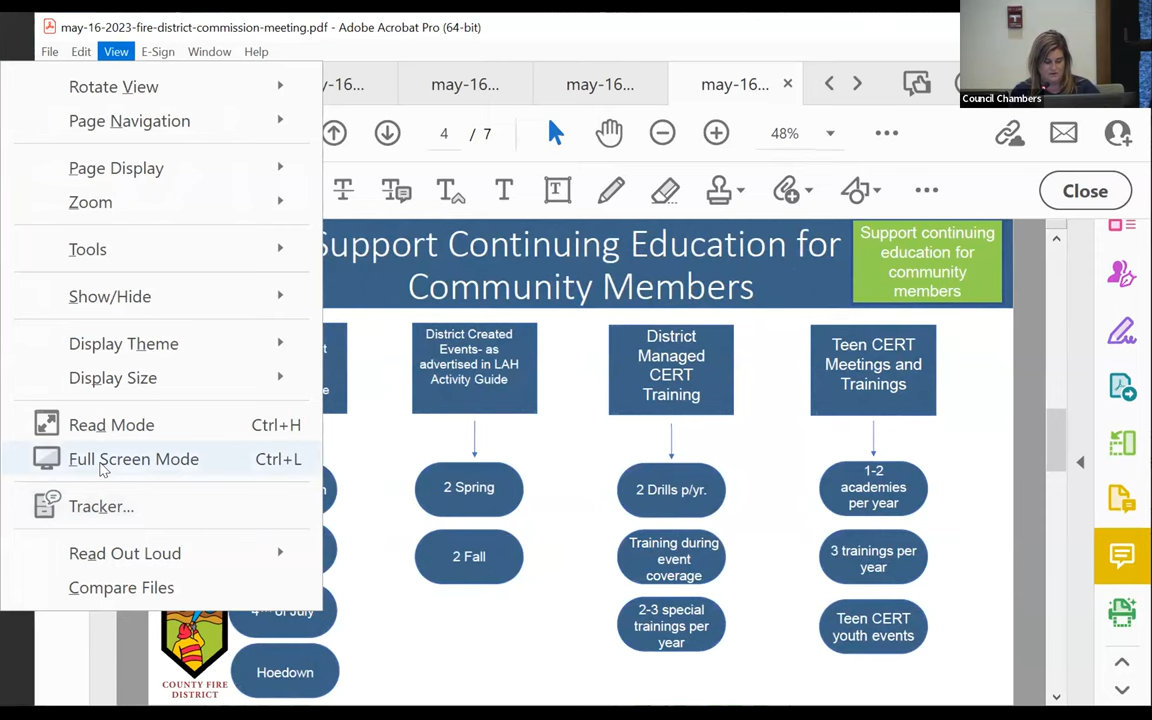 may-16-2023-fire-district-commission-meeting.pdf - Adobe Acrobat Pro (64-bit)
File Edit View E-Sign Window Help
may-16...
may-16...
may-16...
4 / 7
48%
Close
Council Chambers
Rotate View
Page Navigation
Page Display
Zoom
Tools
Show/Hide
Display Theme
Display Size
Read Mode Ctrl+H
Full Screen Mode Ctrl+L
Tracker...
Read Out Loud
Compare Files
Support Continuing Education for
Community Members
Support continuing
education for
community
members
District Created
Events- as
advertised in LAH
Activity Guide
2 Spring
2 Fall
District
Managed
CERT
Training
2 Drills p/yr.
Training during
event
coverage
2-3 special
trainings per
year
Teen CERT
Meetings and
Trainings
1-2
academies
per year
3 trainings per
year
Teen CERT
youth events
of July
Hoedown
COUNTY FIRE
DISTRICT